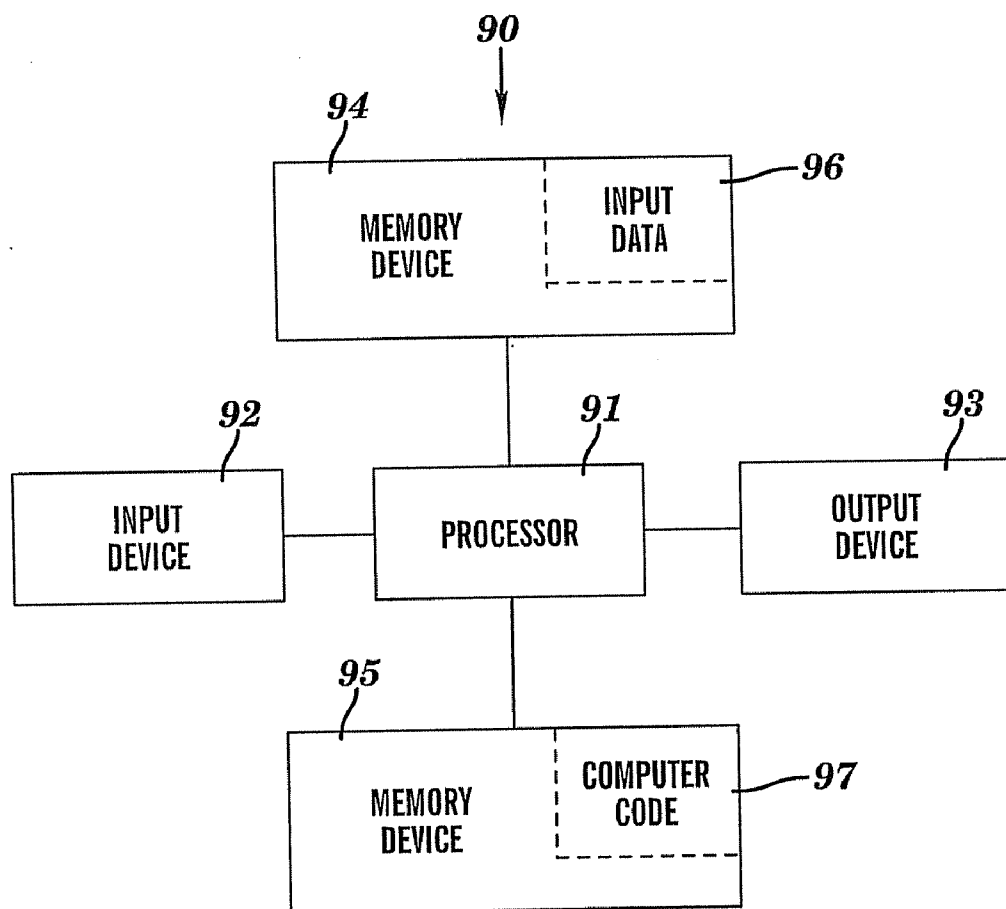 90
94
96
MEMORY
DEVICE
INPUT
DATA
92
91
93
INPUT
DEVICE
PROCESSOR
OUTPUT
DEVICE
95
97
MEMORY
DEVICE
COMPUTER
CODE